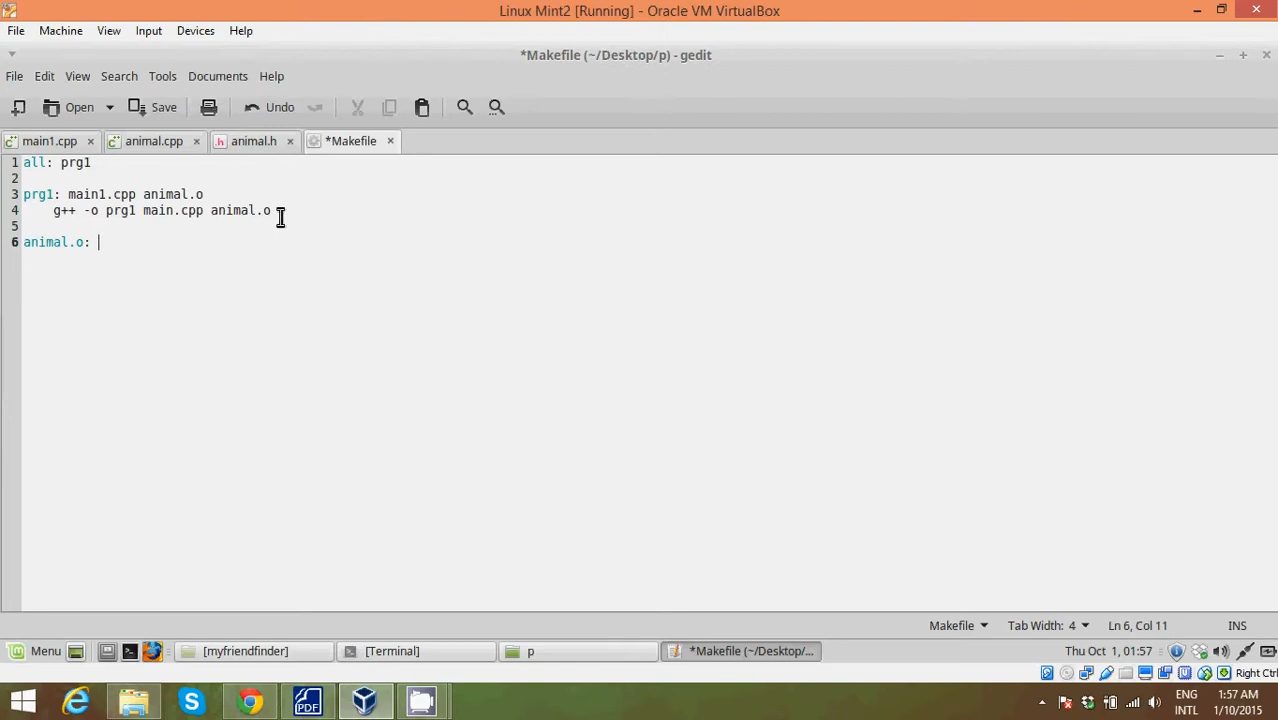 Linux Mint2 [Running] - Oracle VM VirtualBox
File Machine View Input Devices Help
*Makefile (~/Desktop/p) - gedit
File Edit View Search Tools Documents Help
Open Save Undo
main1.cpp animal.cpp .h animal.h *Makefile
1 all: prg1
2
3 prg1: main1.cpp animal.o
4 g++ -o prg1 main.cpp animal.o
5
6 animal.o:
Makefile Tab Width: 4 Ln 6, Col 11 INS
Menu [myfriendfinder] [Terminal] p *Makefile (~/Desktop/... Thu Oct 1, 01:57
Right Ctrl
PDF ENG 1:57 AM
INTL 1/10/2015